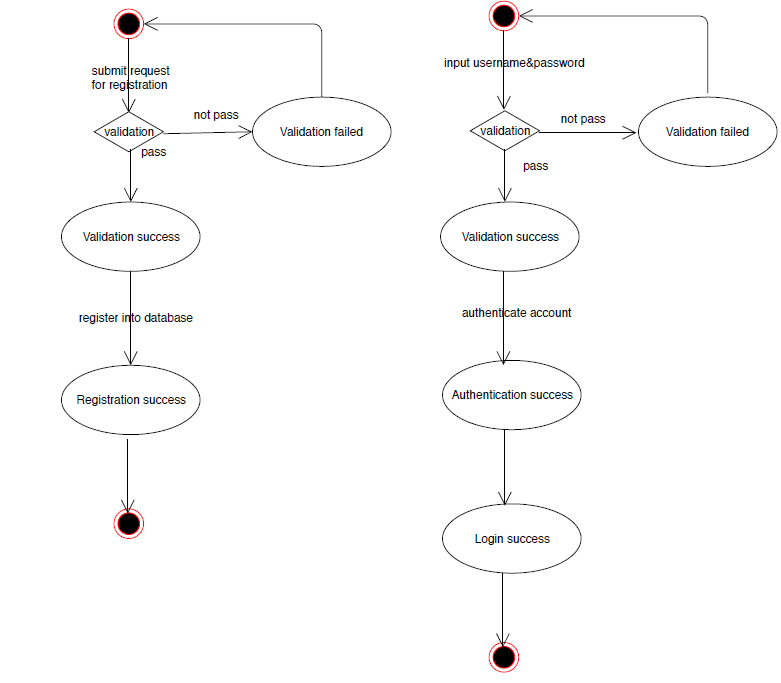 submit request
for registration
validation
not pass
Validation failed
pass
Validation success
register into database
Registration success
input username&password
validation
not pass
Validation failed
pass
Validation success
authenticate account
Authentication success
Login success